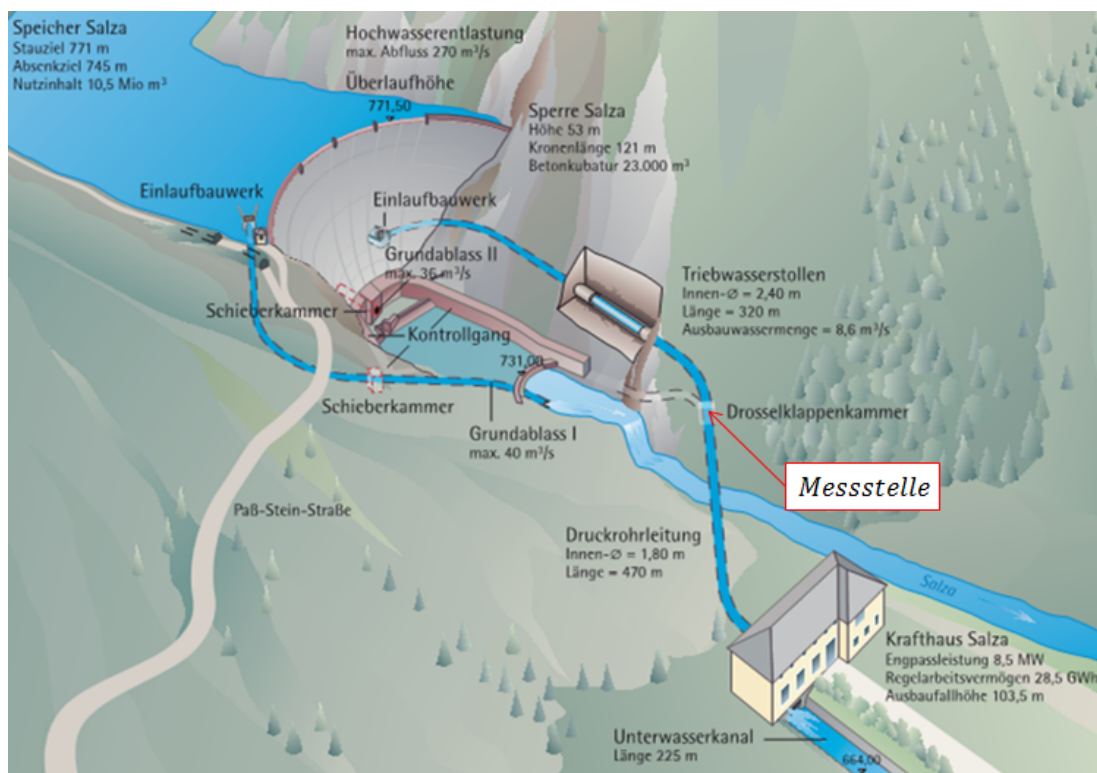 Speicher Salza
Stauziel 771 m
Absenkziel 745 m
Nutzinhalt 10,5 Mio m³
Hochwasserentlastung
max. Abfluss 270 m³/s
Überlaufhöhe
771,50
Sperre Salza
Höhe 53 m
Kronenlänge 121 m
Betonkubatur 23.000 m³
Einlaufbauwerk
Einlaufbauwerk
Grundablass II
max. 36 m³/s
Triebwasserstollen
Innen-Ø = 2,40 m
Länge = 320 m
Ausbauwassermenge = 8,6 m³/s
Schieberkammer
Kontrollgang
731,00
Schieberkammer
Drosselklappenkammer
Grundablass I
max. 40 m³/s
Messstelle
Paß-Stein-Straße
Druckrohrleitung
Innen-Ø = 1,80 m
Länge = 470 m
Salza
Krafthaus Salza
Engpassleistung 8,5 MW
Regelarbeitsvermögen 28,5 GWh
Ausbaufallhöhe 103,5 m
Unterwasserkanal
Länge 225 m
664,00